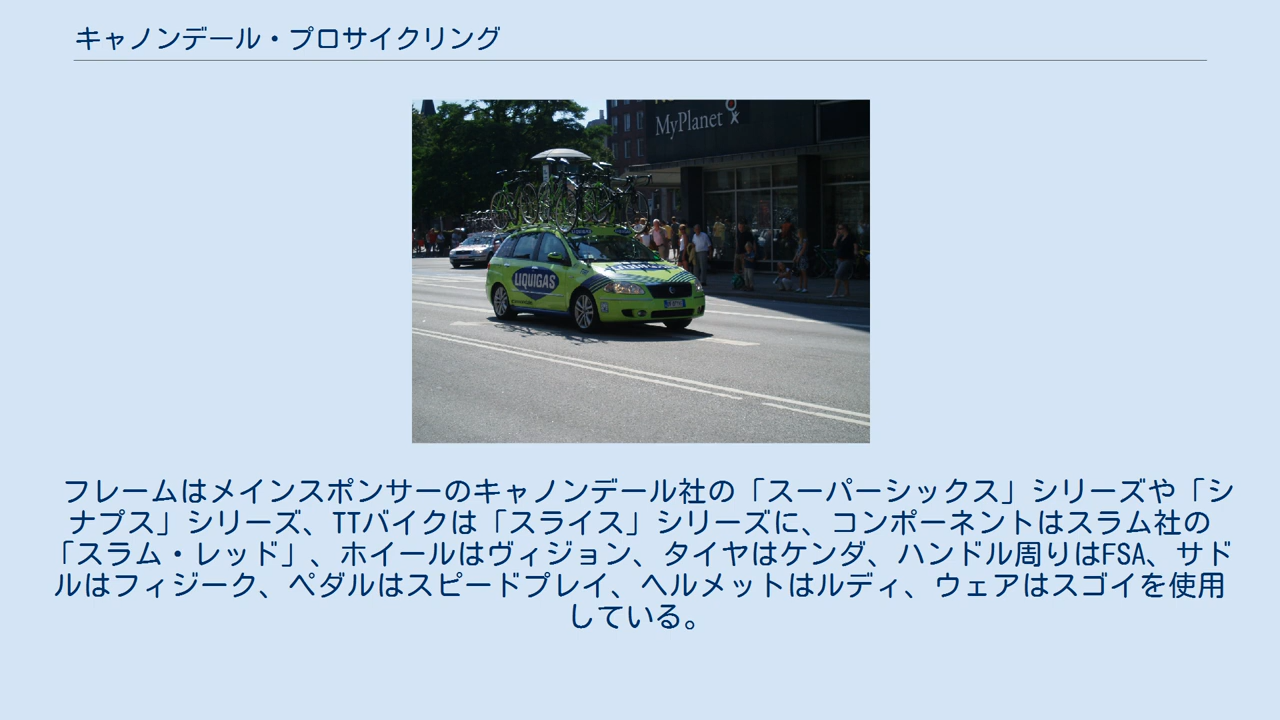 キャノンデール・プロサイクリング
MyPlanet
LIQUIGAS
フレームはメインスポンサーのキャノンデール社の「スーパーシックス」シリーズや「シ
ナプス」シリーズ、TTバイクは「スライス」シリーズに、コンポーネントはスラム社の
「スラム・レッド」、ホイールはヴィジョン、タイヤはケンダ、ハンドル周りはFSA、サド
ルはフィジーク、ペダルはスピードプレイ、ヘルメットはルディ、ウェアはスゴイを使用
している。